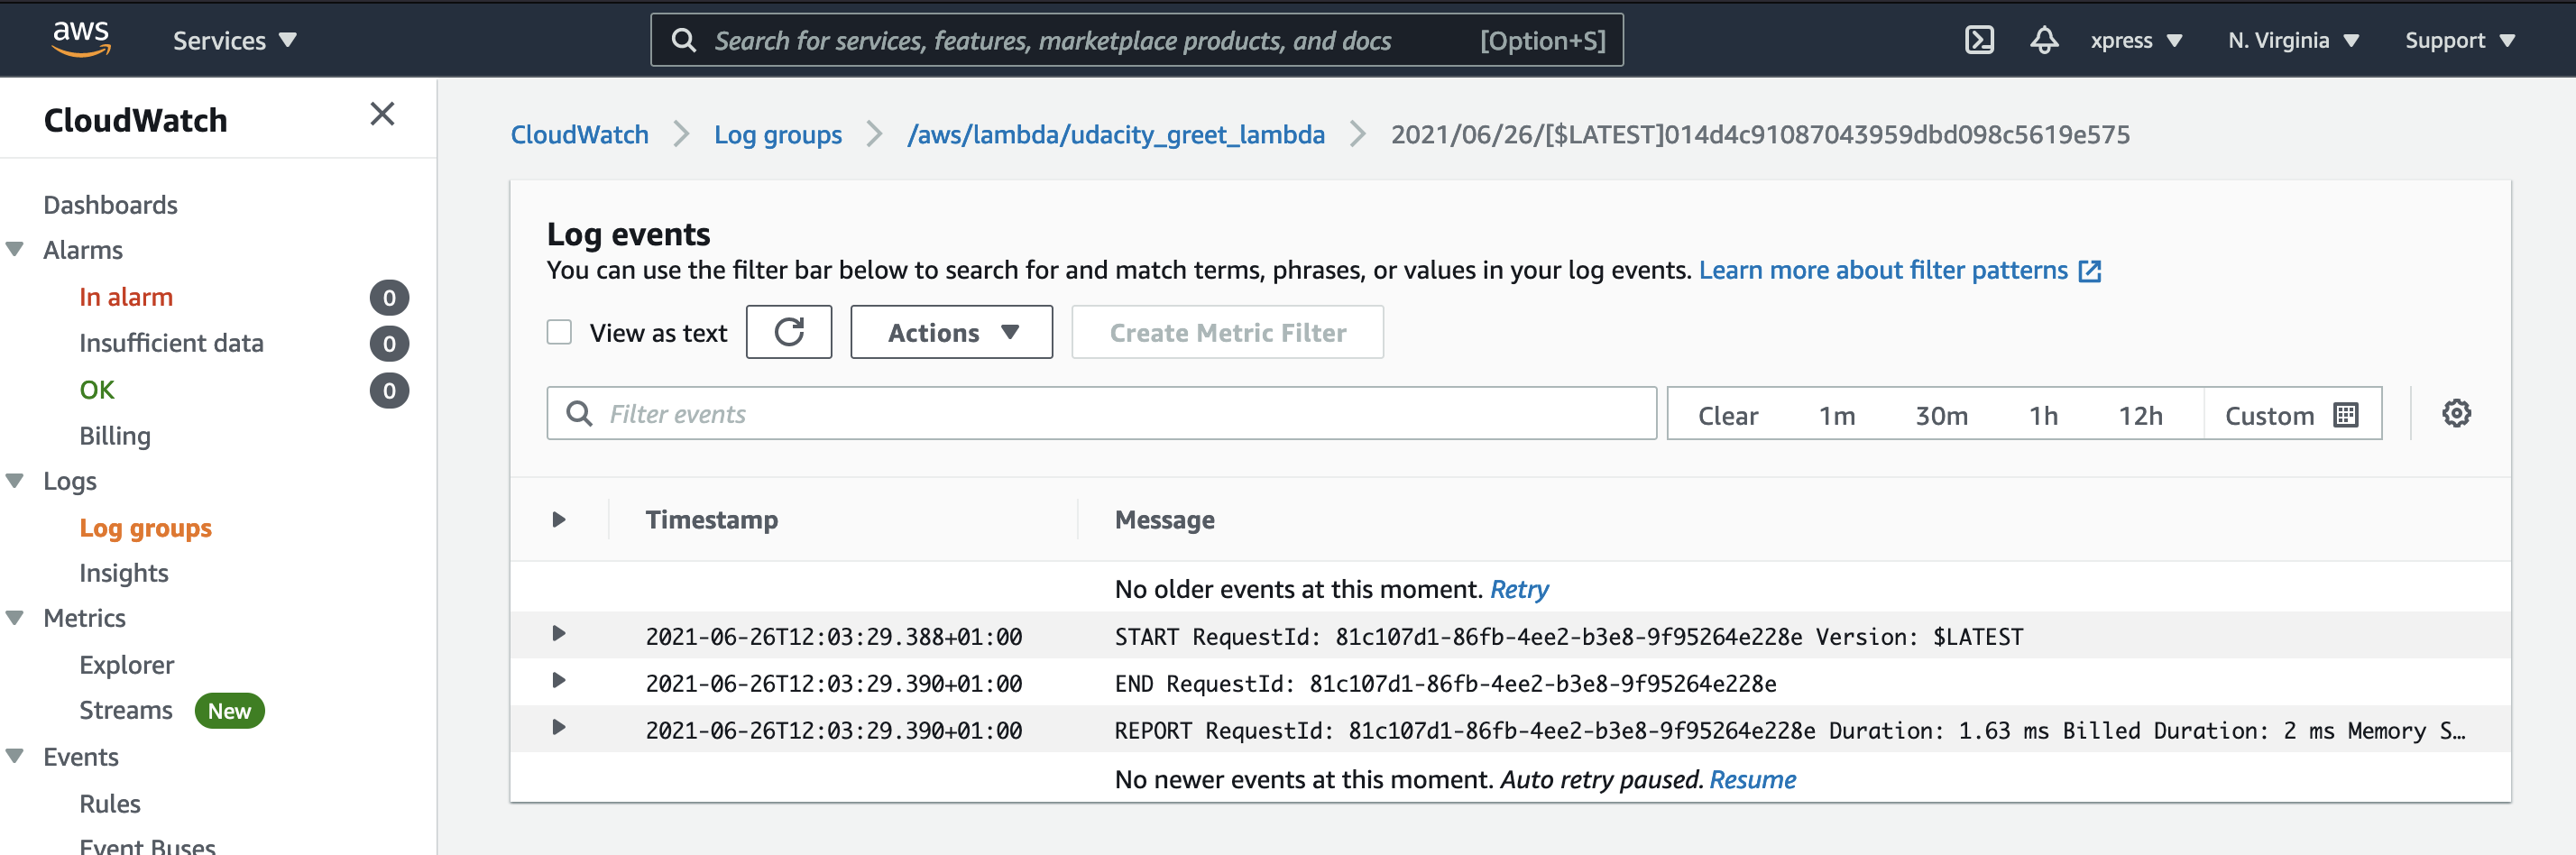 aws Services Search for services, features, marketplace products, and docs [Option+S] xpress N. Virginia Support
CloudWatch
Dashboards
Alarms
In alarm 0
Insufficient data 0
OK 0
Billing
Logs
Log groups
Insights
Metrics
Explorer
Streams New
Events
Rules
Event Buses
CloudWatch Log groups /aws/lambda/udacity_greet_lambda 2021/06/26/[$LATEST]014d4c91087043959dbd098c5619e575
Log events
You can use the filter bar below to search for and match terms, phrases, or values in your log events. Learn more about filter patterns
View as text Actions Create Metric Filter
Filter events Clear 1m 30m 1h 12h Custom
Timestamp Message
No older events at this moment. Retry
2021-06-26T12:03:29.388+01:00 START RequestId: 81c107d1-86fb-4ee2-b3e8-9f95264e228e Version: $LATEST
2021-06-26T12:03:29.390+01:00 END RequestId: 81c107d1-86fb-4ee2-b3e8-9f95264e228e
2021-06-26T12:03:29.390+01:00 REPORT RequestId: 81c107d1-86fb-4ee2-b3e8-9f95264e228e Duration: 1.63 ms Billed Duration: 2 ms Memory S…
No newer events at this moment. Auto retry paused. Resume